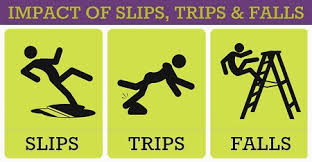 IMPACT OF SLIPS, TRIPS & FALLS
SLIPS
TRIPS
FALLS